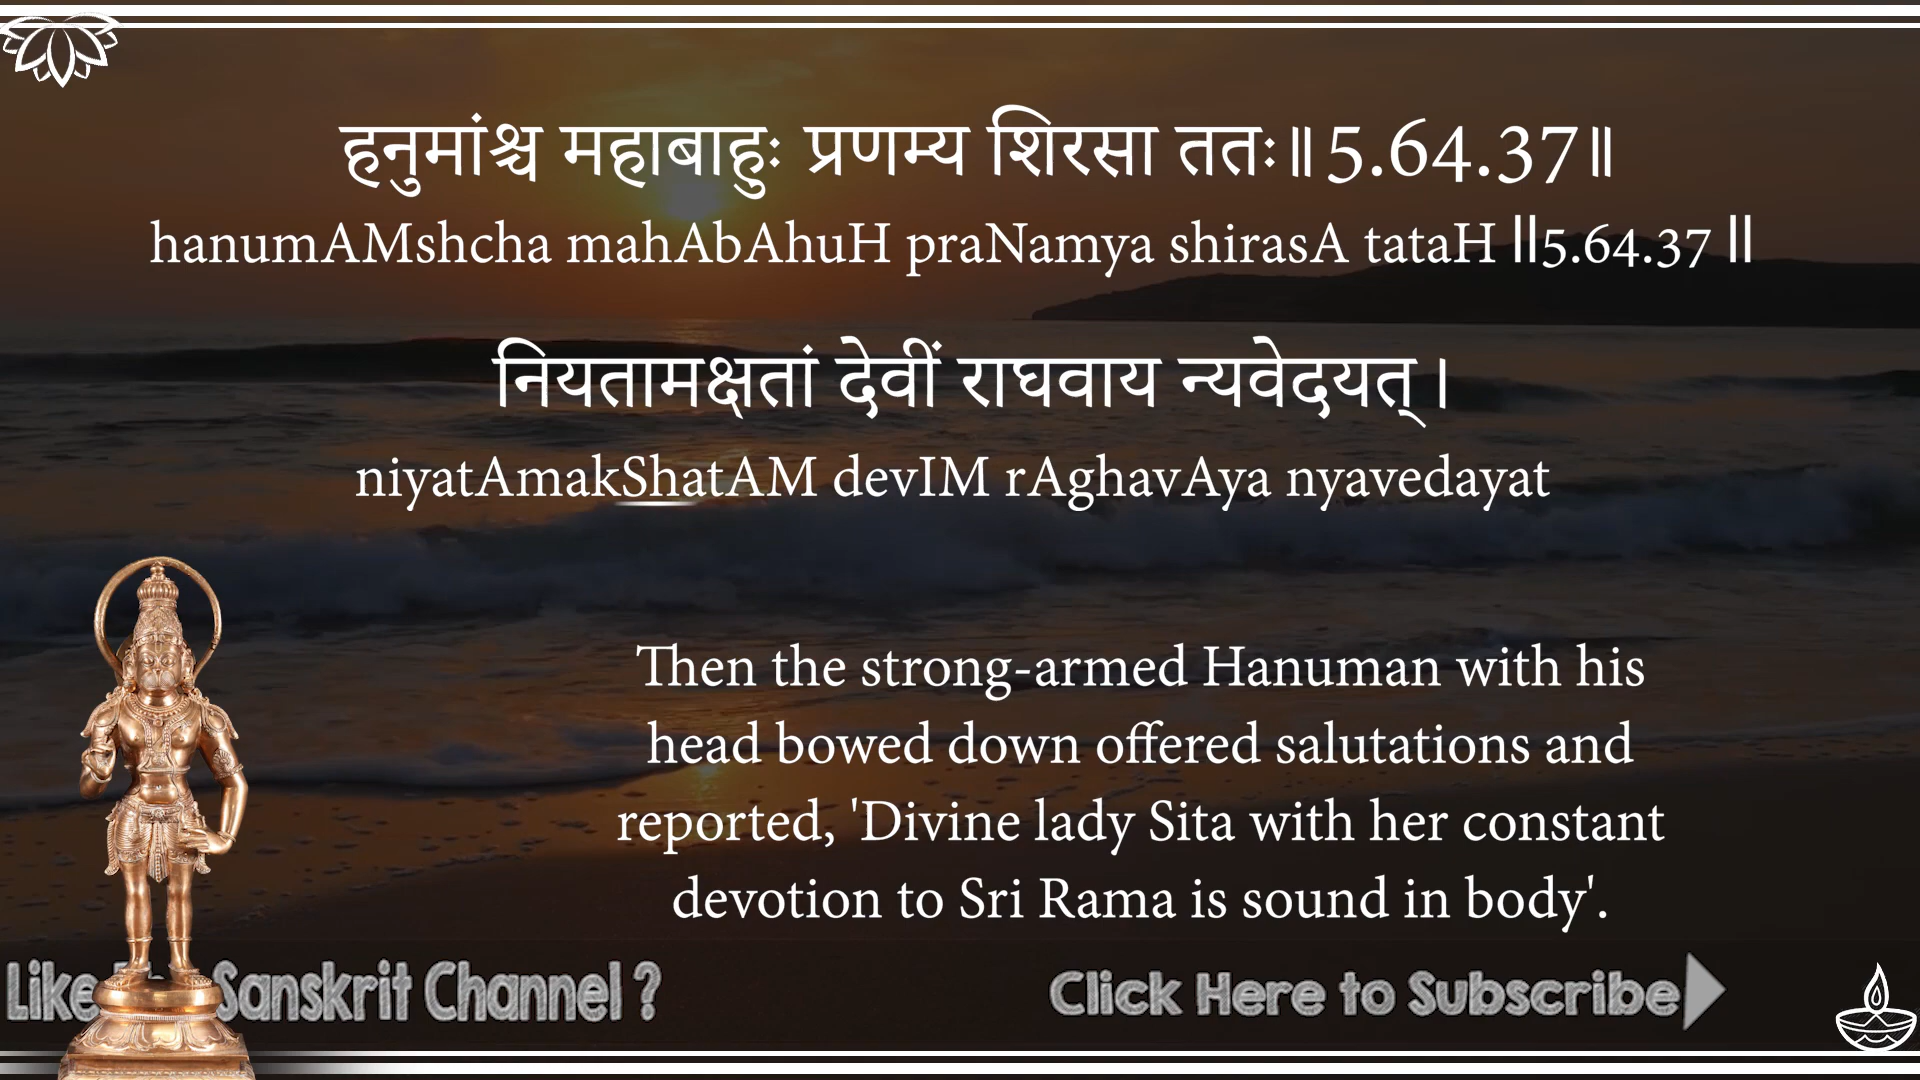 हनुमांश्च महाबाहुः प्रणम्य शिरसा ततः॥5.64.37॥
hanumAMshcha mahAbAhuH praNamya shirasA tataH ||5.64.37 ||
नियतामक्षतां देवीं राघवाय न्यवेदयत्।
niyatAmakShatAM devIM rAghavAya nyavedayat
Then the strong-armed Hanuman with his
head bowed down offered salutations and
reported, 'Divine lady Sita with her constant
devotion to Sri Rama is sound in body'.
Like Sanskrit Channel ?
Click Here to Subscribe